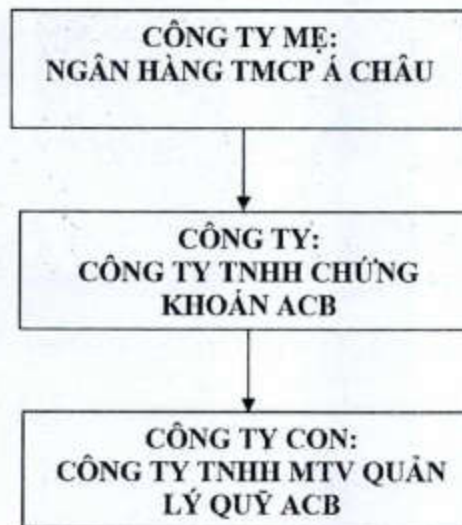 CÔNG TY MẸ:
NGÂN HÀNG TMCP Á CHÂU
CÔNG TY:
CÔNG TY TNHH CHỨNG
KHOÁN ACB
CÔNG TY CON:
CÔNG TY TNHH MTV QUẢN
LÝ QUỸ ACB